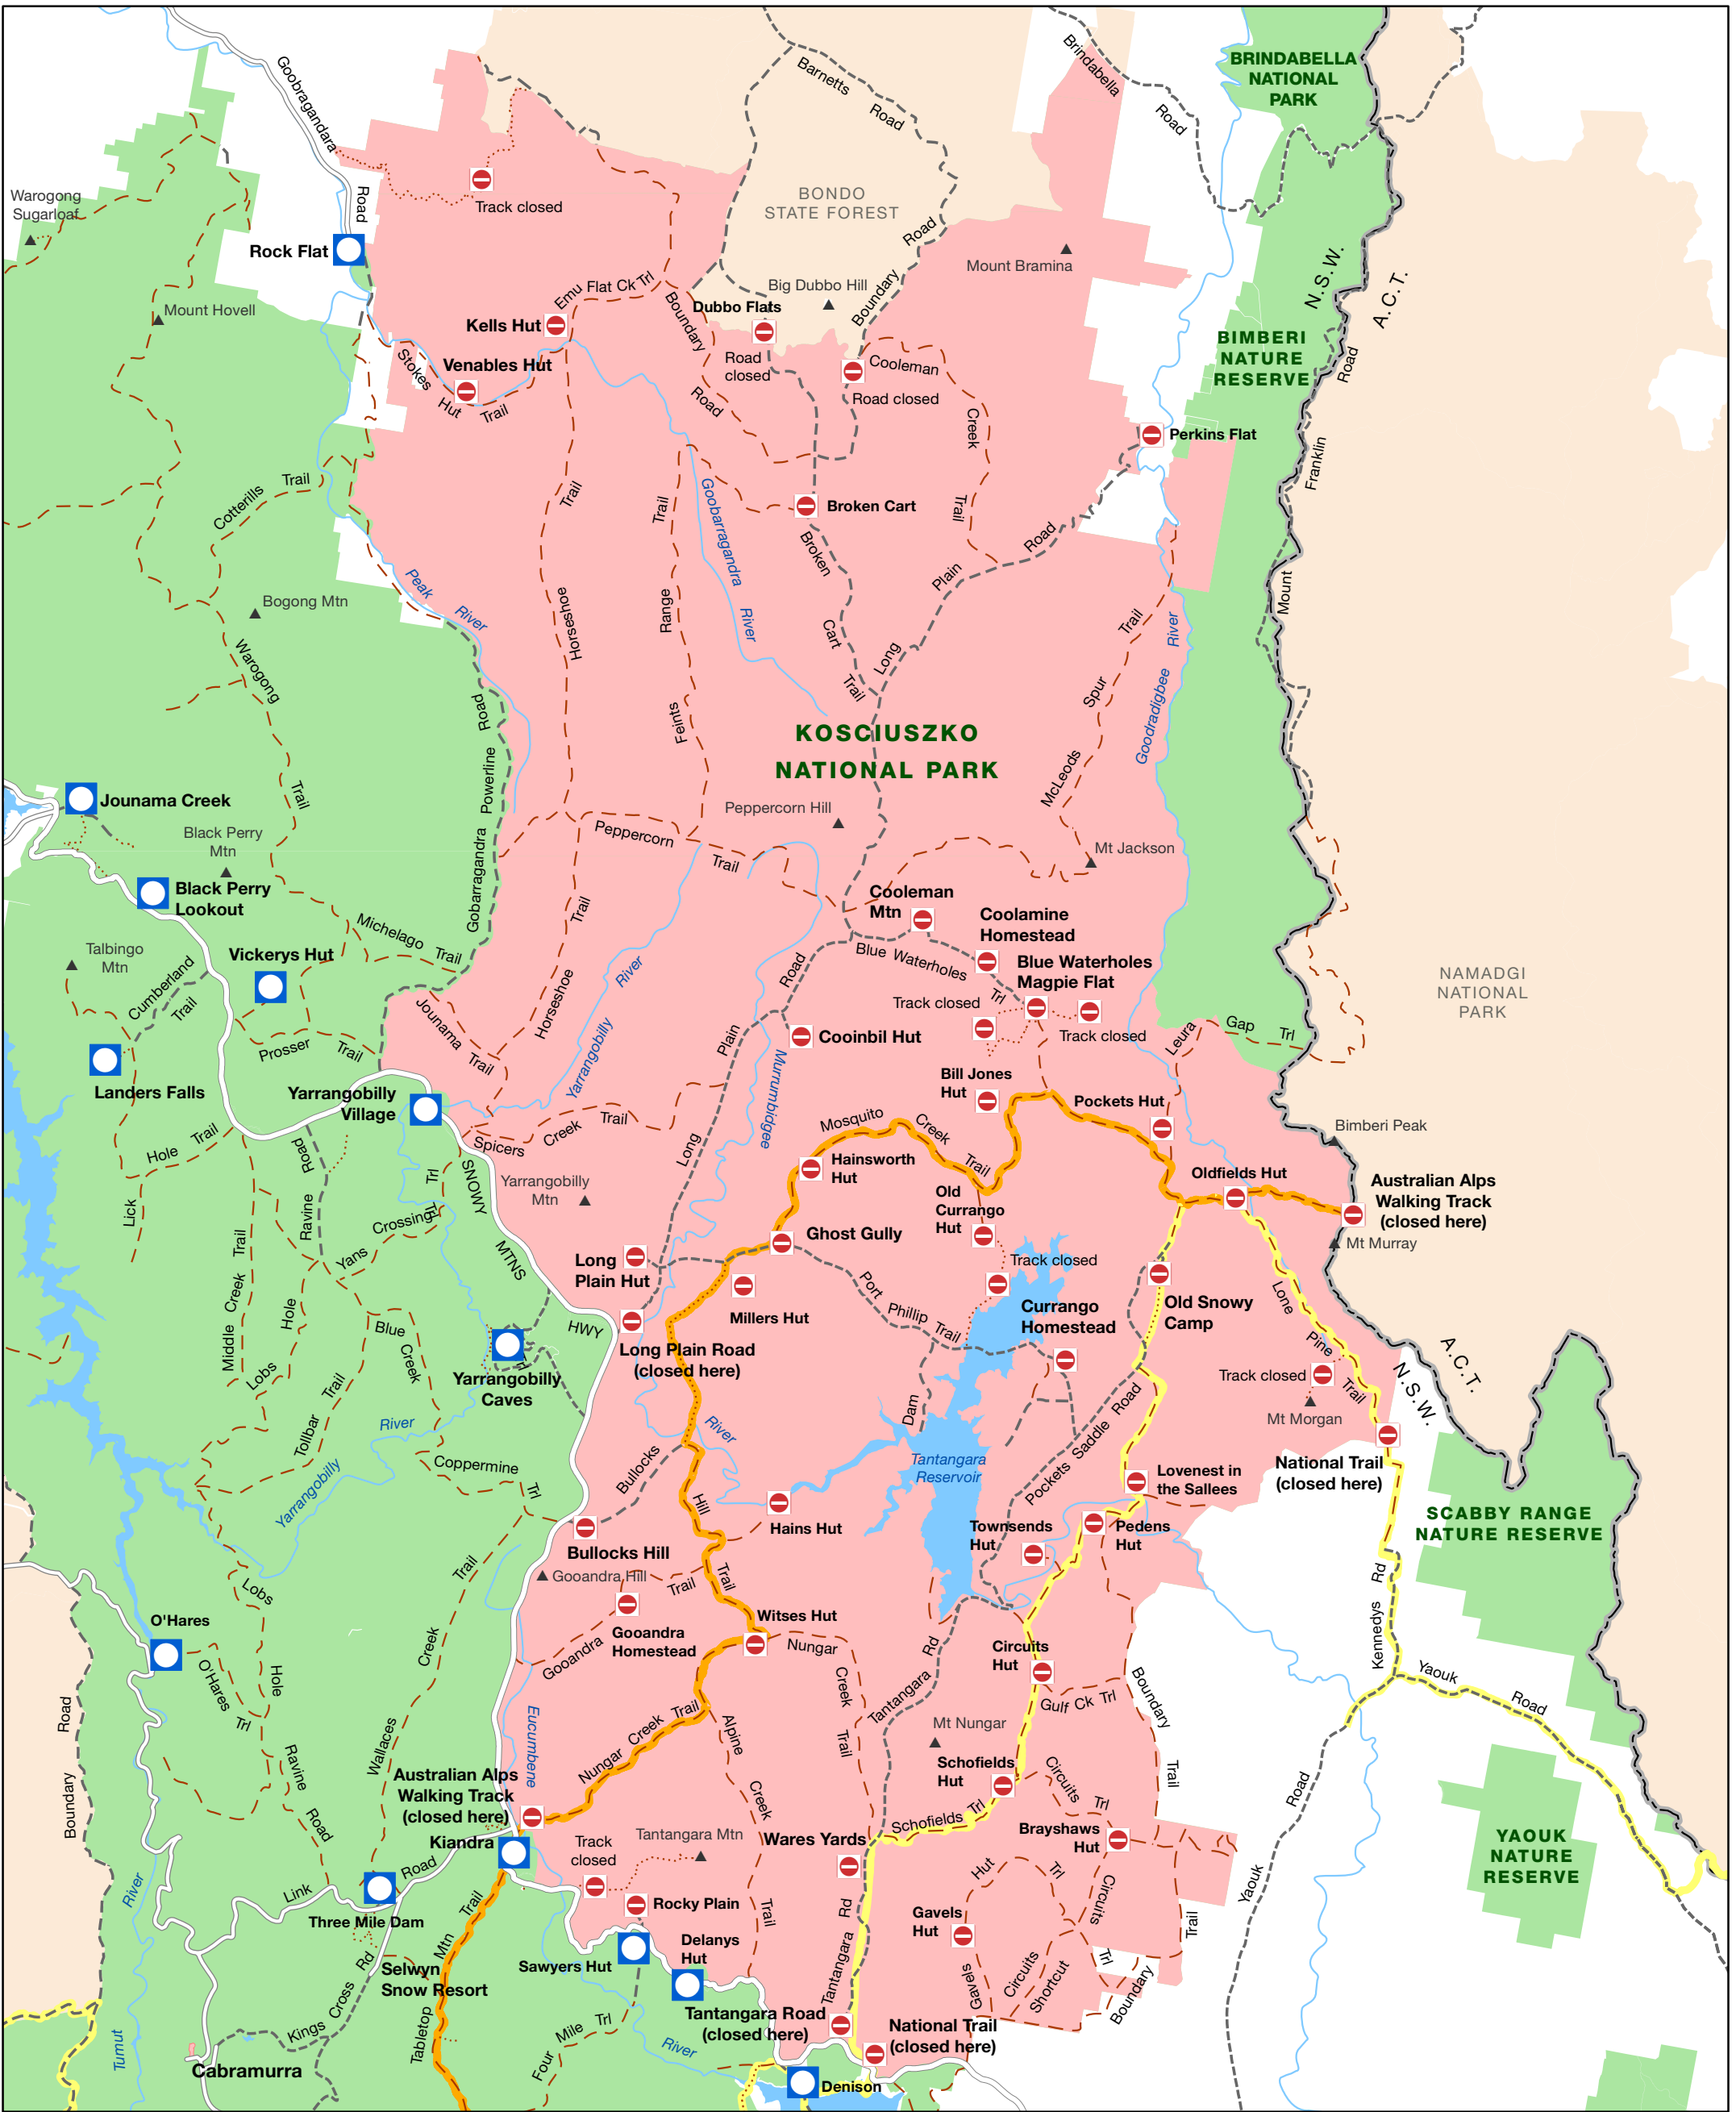 Goobragandara
Road
Barnetts
Road
Brindabella
Road
BRINDABELLA
NATIONAL
PARK
Warogong
Sugarloaf
Track closed
BONDO
STATE FOREST
Road
Mount Bramina
N.S.W.
A.C.T.
Rock Flat
Mount Hovell
Emu Flat Ck Trl
Boundary
Road
Dubbo Flats
Big Dubbo Hill
Boundary
Kells Hut
Venables Hut
Stokes
Hut
Trail
Road
closed
Cooleman
Creek
Trail
Road closed
BIMBERI
NATURE
RESERVE
Road
Franklin
Mount
Perkins Flat
Cotterills
Trail
Trail
Horseshoe
Trail
Range
Feints
Goobarragandra
River
Broken Cart
Broken
Cart
Trail
Road
Plain
Long
Peak
River
Bogong Mtn
Warogong
Trail
Road
Powerline
Gobarragandra
Trail
Spur
McLeods
River
Goodradigbee
KOSCIUSZKO
NATIONAL PARK
Jounama Creek
Black Perry
Mtn
Peppercorn Hill
Peppercorn
Trail
Mt Jackson
Black Perry
Lookout
Cooleman
Mtn
Coolamine
Homestead
Michelago
Trail
Trail
Horseshoe
Talbingo
Mtn
Vickerys Hut
Blue Waterholes
Trl
Blue Waterholes
Magpie Flat
NAMADGI
NATIONAL
PARK
Cumberland
Trail
River
Yarrangobilly
Road
Plain
Long
Track closed
Track closed
Jounama
Trail
Cooinbil Hut
Murrumbidgee
Leura
Gap
Trl
Prosser
Trail
Landers Falls
Yarrangobilly
Village
Bill Jones
Hut
Pockets Hut
Mosquito
Creek
Trail
Bimberi Peak
Hole
Trail
Lick
Road
Ravine
Spicers
Creek
Trail
SNOWY
MTNS
HWY
Yarrangobilly
Mtn
Hainsworth
Hut
Old
Currango
Hut
Oldfields Hut
Australian Alps
Walking Track
(closed here)
Mt Murray
Trl
Crossing
Yans
Trl
Trail
Creek
Middle
Hole
Lobs
Long
Plain Hut
Ghost Gully
Track closed
Millers Hut
Port
Phillip
Trail
Currango
Homestead
Old Snowy
Camp
Lone
Pine
Trail
A.C.T.
N.S.W.
Blue
Creek
Long Plain Road
(closed here)
Yarrangobilly
Caves
Track closed
Mt Morgan
Trail
Tollbar
River
Yarrangobilly
Dam
River
Bullocks
Hill
Trail
Road
Saddle
Pockets
Coppermine
Trl
Tantangara
Reservoir
Lovenest in
the Sallees
National Trail
(closed here)
Hains Hut
Bullocks Hill
Townsends
Hut
Pedens
Hut
SCABBY RANGE
NATURE RESERVE
Gooandra Hill
Trail
Gooandra
Gooandra
Homestead
Witses Hut
Lobs
Hole
Ravine
Road
Trail
Creek
Wallaces
O'Hares
O'Hares
Trl
Nungar
Creek
Trail
Circuits
Hut
Rd
Tantangara
Kennedys
Rd
Yaouk
Road
Gulf Ck Trl
Boundary
Trail
Nungar Creek Trail
Eucumbene
Alpine
Creek
Trail
Mt Nungar
Schofields
Hut
Circuits
Trl
Road
Boundary
Australian Alps
Walking Track
(closed here)
Kiandra
Schofields Trl
Wares Yards
Brayshaws
Hut
Road
Yaouk
YAOUK
NATURE
RESERVE
Track
closed
Tantangara Mtn
Road
Link
Three Mile Dam
Trail
Mtn
Tabletop
Rocky Plain
Hut
Trl
Circuits
Trl
Trail
Boundary
River
Tumut
Selwyn
Snow Resort
Sawyers Hut
Delanys
Hut
Gavels
Hut
Gavels
Circuits
Shortcut
Rd
Tantangara
Rd
Cross
Kings
Tantangara Road
(closed here)
National Trail
(closed here)
Four
Mile
Trl
River
Cabramurra
Denison